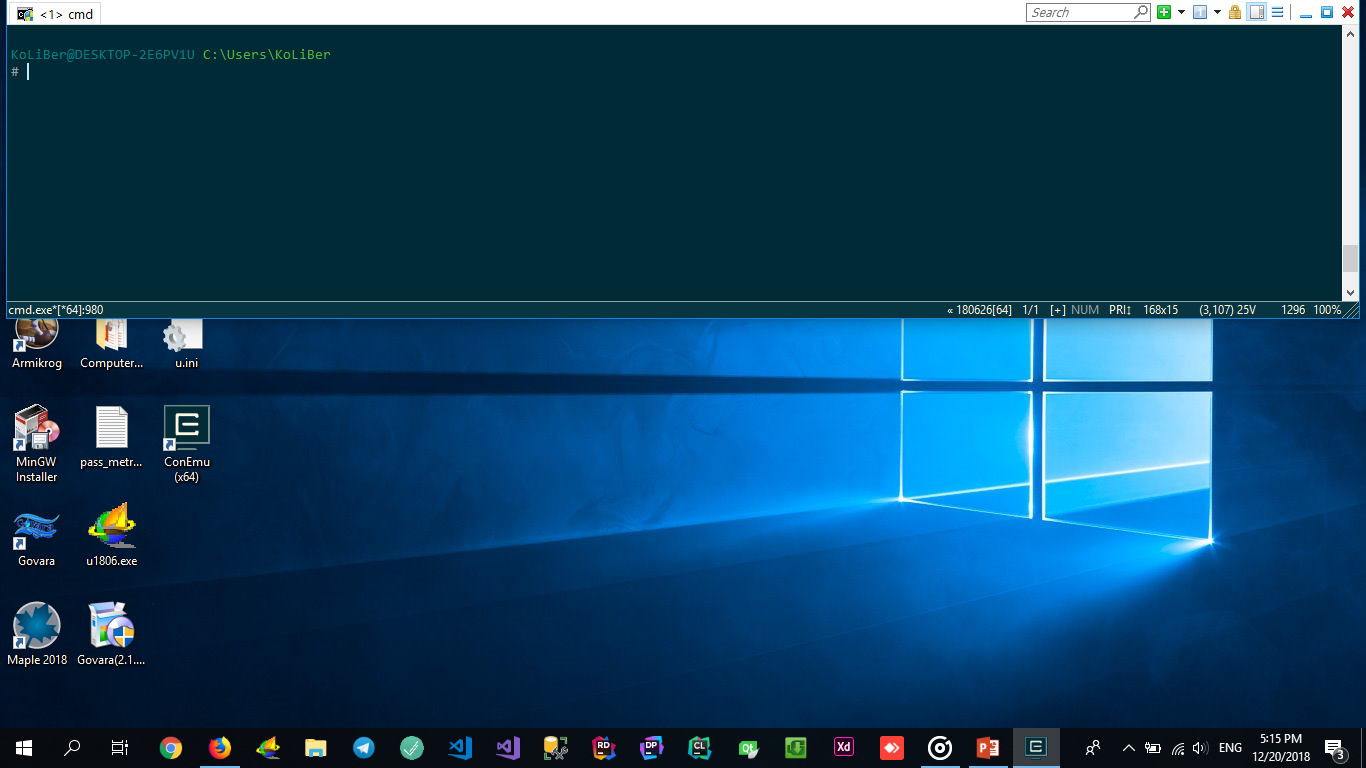 <1> cmd
Search
KoLiBer@DESKTOP-2E6PV1U C:\Users\KoLiBer
#
cmd.exe*[*64]:980
« 180626[64] 1/1 [+] NUM PRI↕ 168x15 (3,107) 25V 1296 100%
Armikrog
Computer...
u.ini
MinGW
Installer
pass_metr...
ConEmu
(x64)
Govara
u1806.exe
Maple 2018
Govara(2.1....
RD
DP
CL
Qt
Xd
ENG
5:15 PM
12/20/2018
3